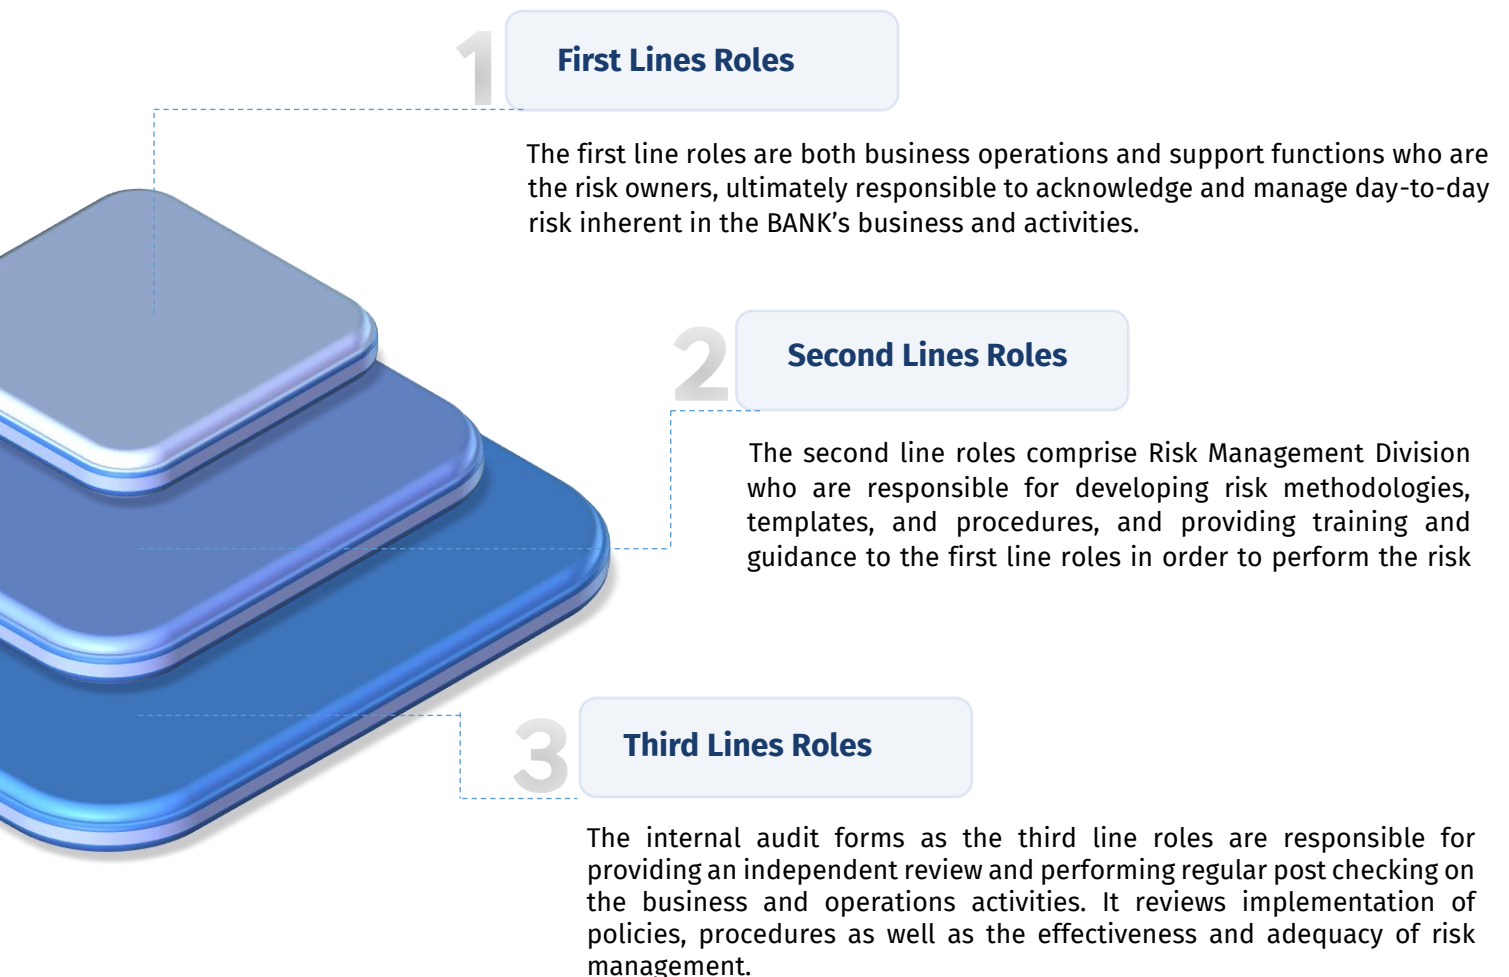 1
First Lines Roles
The first line roles are both business operations and support functions who are
the risk owners, ultimately responsible to acknowledge and manage day-to-day
risk inherent in the BANK’s business and activities.
2
Second Lines Roles
The second line roles comprise Risk Management Division
who are responsible for developing risk methodologies,
templates, and procedures, and providing training and
guidance to the first line roles in order to perform the risk
3
Third Lines Roles
The internal audit forms as the third line roles are responsible for
providing an independent review and performing regular post checking on
the business and operations activities. It reviews implementation of
policies, procedures as well as the effectiveness and adequacy of risk
management.